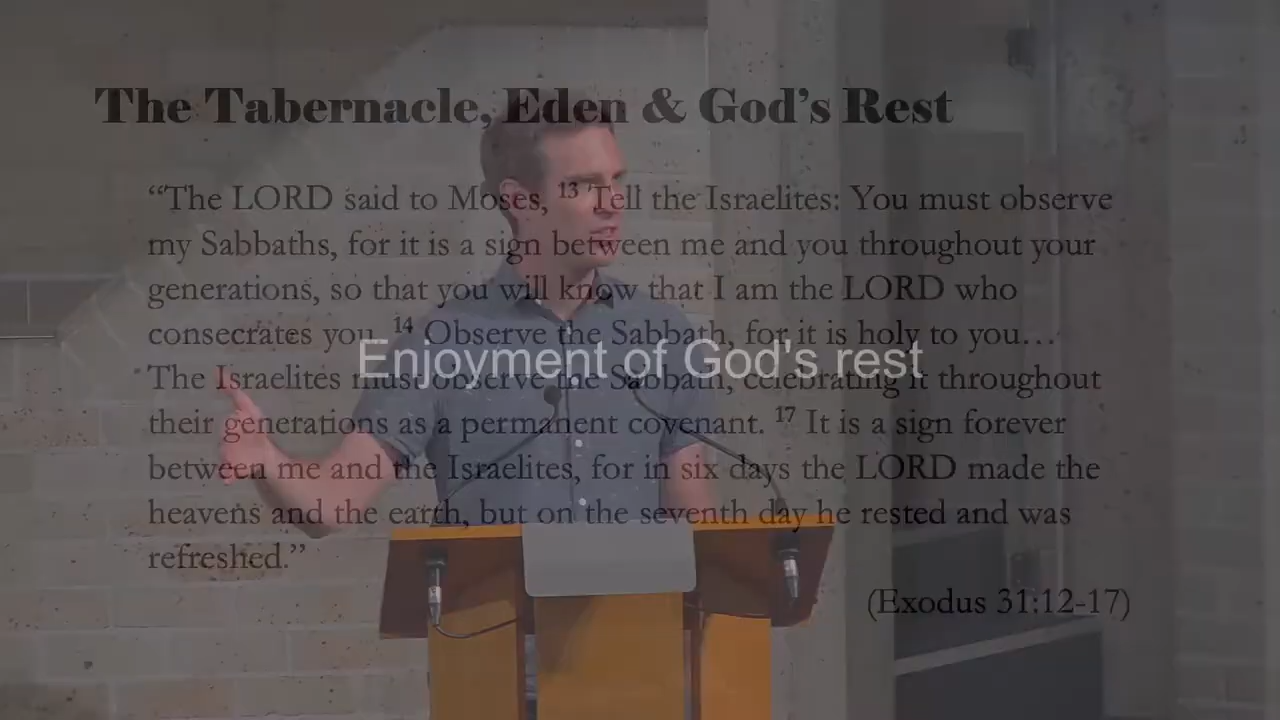 The Tabernacle, Eden & God’s Rest
“The LORD said to Moses, ¹³ ‘Tell the Israelites: You must observe
my Sabbaths, for it is a sign between me and you throughout your
generations, so that you will know that I am the LORD who
consecrates you. ¹⁴ Observe the Sabbath, for it is holy to you…
Enjoyment of God's rest
The Israelites must observe the Sabbath, celebrating it throughout
their generations as a permanent covenant. ¹⁷ It is a sign forever
between me and the Israelites, for in six days the LORD made the
heavens and the earth, but on the seventh day he rested and was
refreshed.”
(Exodus 31:12-17)